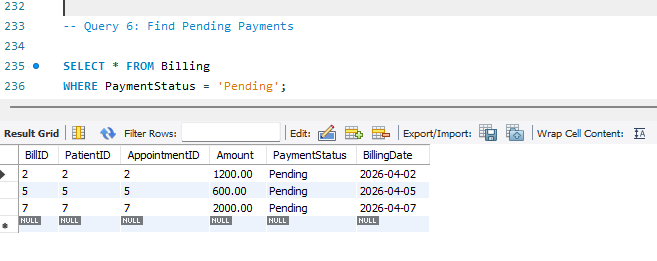 232
233 -- Query 6: Find Pending Payments
234
235 SELECT * FROM Billing
236 WHERE PaymentStatus = 'Pending';
Result Grid Filter Rows: Edit: Export/Import: Wrap Cell Content:
BillID PatientID AppointmentID Amount PaymentStatus BillingDate
2 2 2 1200.00 Pending 2026-04-02
5 5 5 600.00 Pending 2026-04-05
7 7 7 2000.00 Pending 2026-04-07
NULL NULL NULL NULL NULL NULL